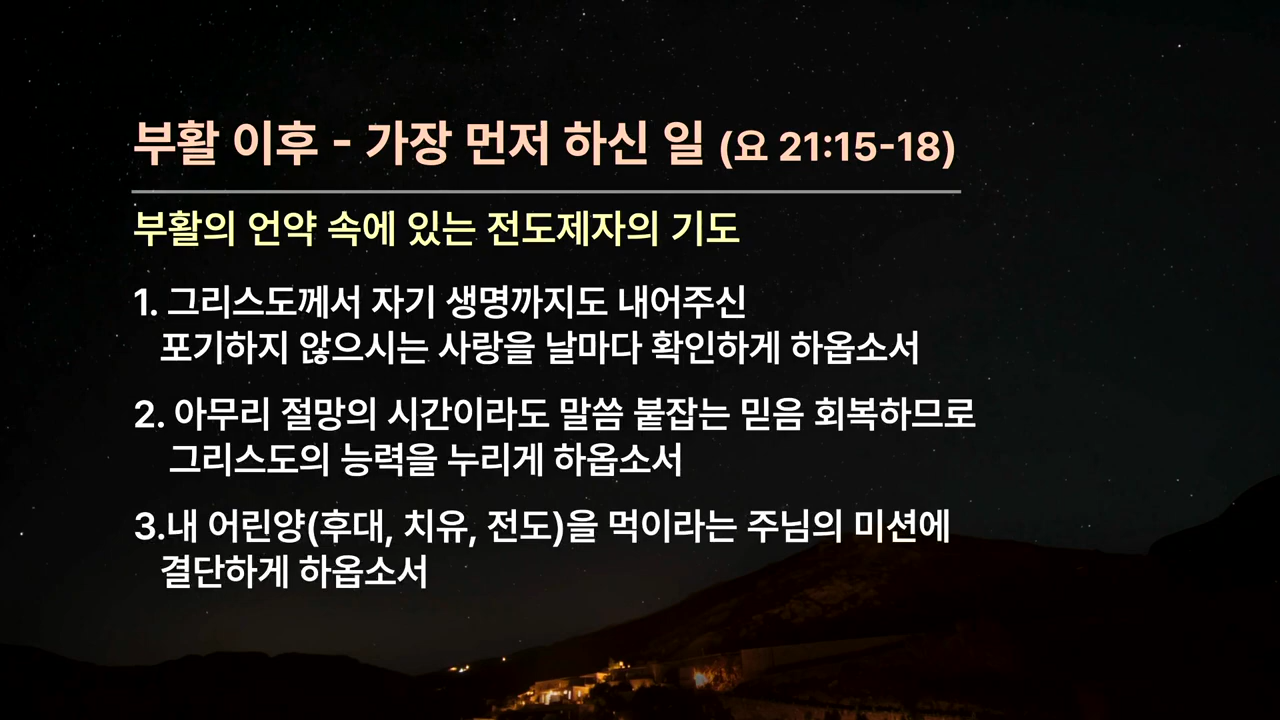 부활 이후 - 가장 먼저 하신 일 (요 21:15-18)
부활의 언약 속에 있는 전도제자의 기도
1. 그리스도께서 자기 생명까지도 내어주신
포기하지 않으시는 사랑을 날마다 확인하게 하옵소서
2. 아무리 절망의 시간이라도 말씀 붙잡는 믿음 회복하므로
그리스도의 능력을 누리게 하옵소서
3.내 어린양(후대, 치유, 전도)을 먹이라는 주님의 미션에
결단하게 하옵소서